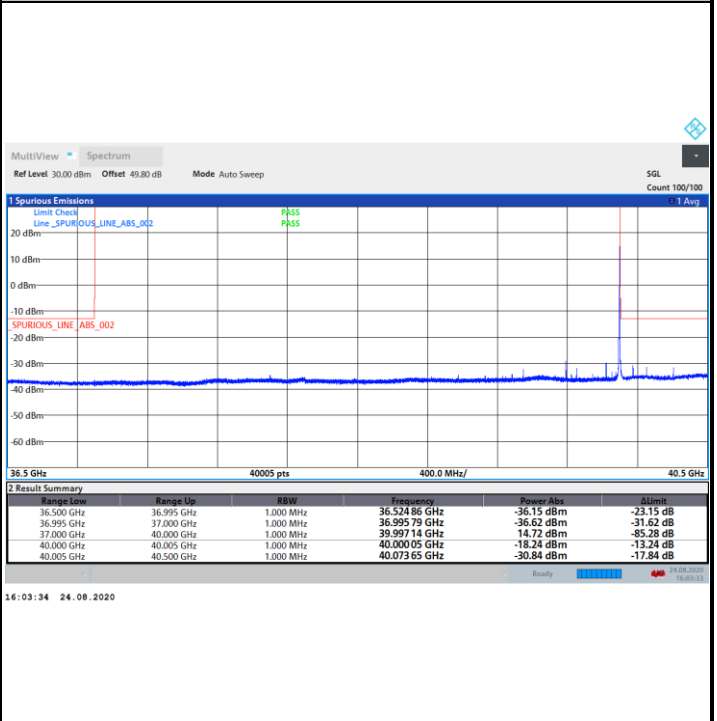 MultiView Spectrum
Ref Level 30.00 dBm Offset 49.80 dB Mode Auto Sweep SGL
Count 100/100
1 Spurious Emissions 1 Avg
Limit Check PASS
Line _SPURIOUS_LINE_ABS_002 PASS
20 dBm
10 dBm
0 dBm
-10 dBm
_SPURIOUS_LINE_ABS_002
-20 dBm
-30 dBm
-40 dBm
-50 dBm
-60 dBm
36.5 GHz 40005 pts 400.0 MHz/ 40.5 GHz
2 Result Summary
Range Low Range Up RBW Frequency Power Abs ΔLimit
36.500 GHz 36.995 GHz 1.000 MHz 36.524 86 GHz -36.15 dBm -23.15 dB
36.995 GHz 37.000 GHz 1.000 MHz 36.995 79 GHz -36.62 dBm -31.62 dB
37.000 GHz 40.000 GHz 1.000 MHz 39.997 14 GHz 14.72 dBm -85.28 dB
40.000 GHz 40.005 GHz 1.000 MHz 40.000 05 GHz -18.24 dBm -13.24 dB
40.005 GHz 40.500 GHz 1.000 MHz 40.073 65 GHz -30.84 dBm -17.84 dB
Ready 24.08.2020
16:03:33
16:03:34 24.08.2020